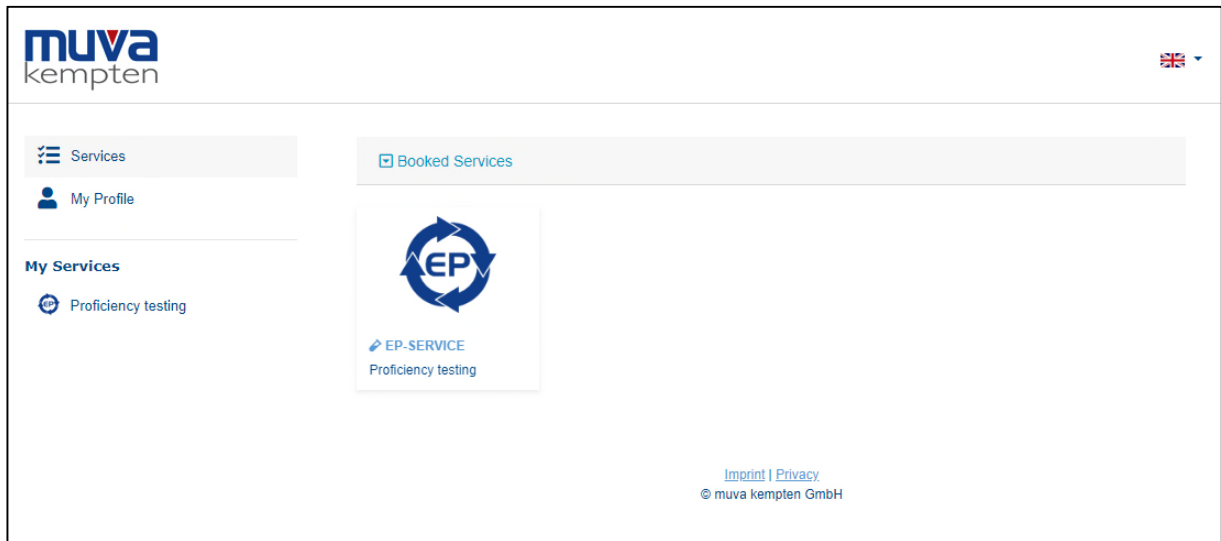 muva
kempten
Services
My Profile
My Services
EP
Proficiency testing
Booked Services
EP
EP-SERVICE
Proficiency testing
Imprint | Privacy
© muva kempten GmbH